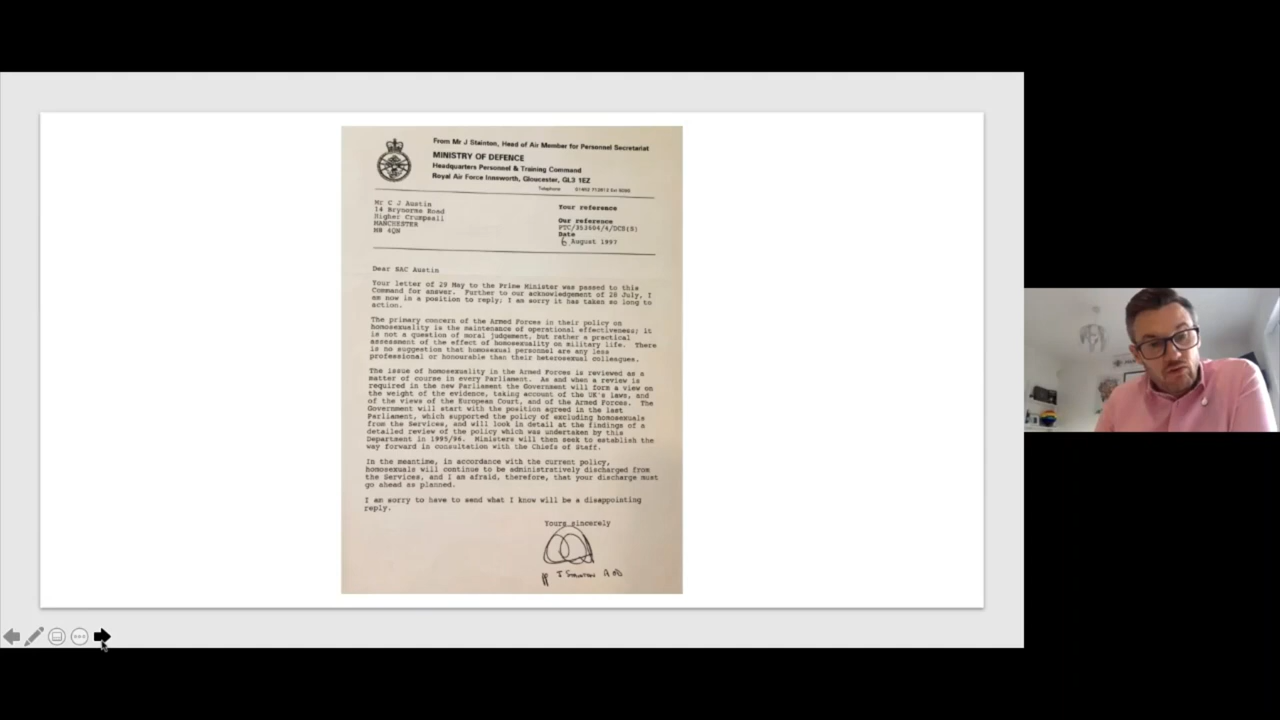 From Mr J Stainton, Head of Air Member for Personnel Secretariat
MINISTRY OF DEFENCE
Headquarters Personnel & Training Command
Royal Air Force Innsworth, Gloucester, GL3 1EZ
Telephone
Mr C J Austin
14 Brynorme Road
Higher Crumpsall
MANCHESTER
M8 4QN
Your reference
Our reference
PTC/353604/4/DCS(S)
Date
6 August 1997
Dear SAC Austin
Your letter of 29 May to the Prime Minister was passed to this
Command for answer. Further to our acknowledgement of 28 July, I
am now in a position to reply; I am sorry it has taken so long to
action.
The primary concern of the Armed Forces in their policy on
homosexuality is the maintenance of operational effectiveness; it
is not a question of moral judgement, but rather a practical
assessment of the effect of homosexuality on military life. There
is no suggestion that homosexual personnel are any less
professional or honourable than their heterosexual colleagues.
The issue of homosexuality in the Armed Forces is reviewed as a
matter of course in every Parliament. As and when a review is
required in the new Parliament the Government will form a view on
the weight of the evidence, taking account of the UK's laws, and
of the views of the European Court, and of the Armed Forces. The
Government will start with the position agreed in the last
Parliament, which supported the policy of excluding homosexuals
from the Services, and will look in detail at the findings of a
detailed review of the policy which was undertaken by this
Department in 1995/96. Ministers will then seek to establish the
way forward in consultation with the Chiefs of Staff.
In the meantime, in accordance with the current policy,
homosexuals will continue to be administratively discharged from
the Services, and I am afraid, therefore, that your discharge must
go ahead as planned.
I am sorry to have to send what I know will be a disappointing
reply.
Yours sincerely
J Stainton